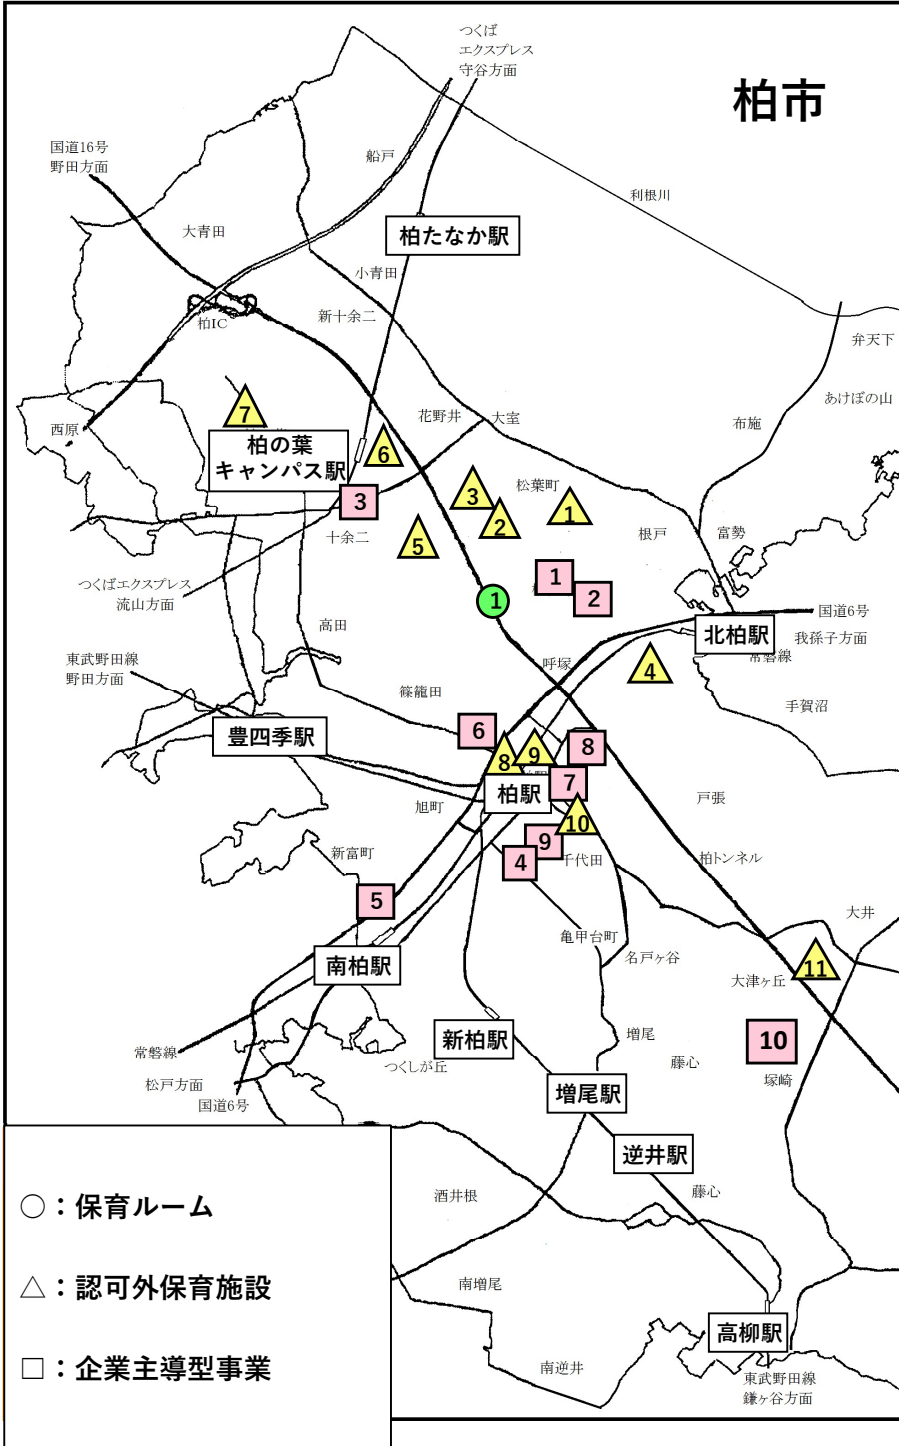 つくば
エクスプレス
守谷方面
柏市
国道16号
野田方面
船戸
利根川
大青田
柏たなか駅
小青田
新十余二
柏IC
弁天下
あけぼの山
7
花野井
大室
布施
西原
柏の葉
キャンパス駅
6
3
3
松葉町
2
1
十余二
5
根戸
富勢
つくばエクスプレス
流山方面
1
1
2
国道6号
北柏駅
我孫子方面
常磐線
高田
東武野田線
野田方面
呼塚
4
篠籠田
手賀沼
豊四季駅
6
8
9
8
7
柏駅
戸張
旭町
10
新富町
9
4
千代田
柏トンネル
5
大井
亀甲台町
南柏駅
名戸ヶ谷
11
大津ヶ丘
新柏駅
増尾
10
常磐線
つくしが丘
藤心
塚崎
松戸方面
国道6号
増尾駅
逆井駅
酒井根
藤心
○：保育ルーム
△：認可外保育施設
□：企業主導型事業
南増尾
高柳駅
南逆井
東武野田線
鎌ヶ谷方面